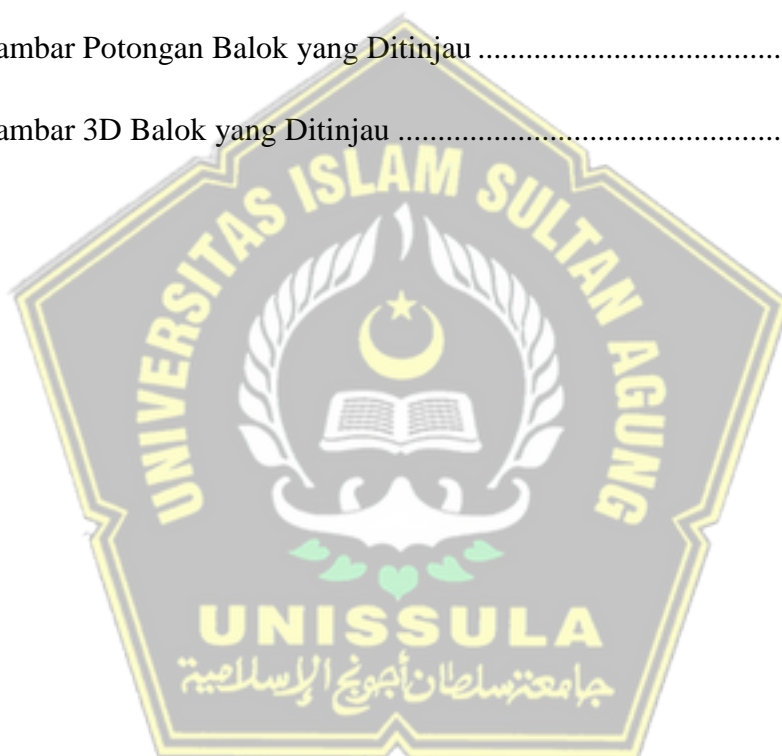 ambar Potongan Balok yang Ditinjau ......................................
ambar 3D Balok yang Ditinjau ................................................
UNIVERSITAS ISLAM SULTAN AGUNG
UNISSULA
جامعة سلطان أجونج الإسلامية